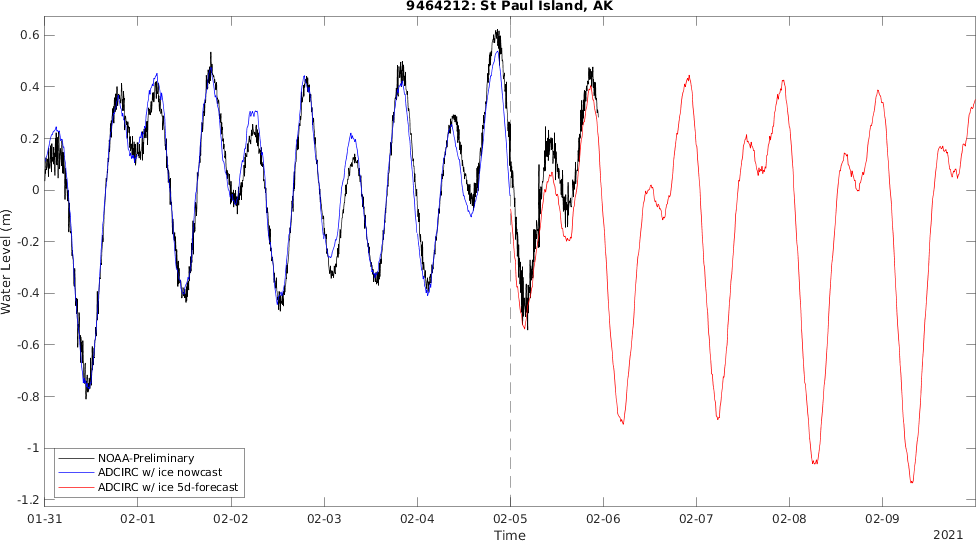 9464212: St Paul Island, AK
0.6
0.4
0.2
0
-0.2
-0.4
-0.6
-0.8
-1
-1.2
Water Level (m)
NOAA-Preliminary
ADCIRC w/ ice nowcast
ADCIRC w/ ice 5d-forecast
01-31 02-01 02-02 02-03 02-04 02-05 02-06 02-07 02-08 02-09
Time
2021